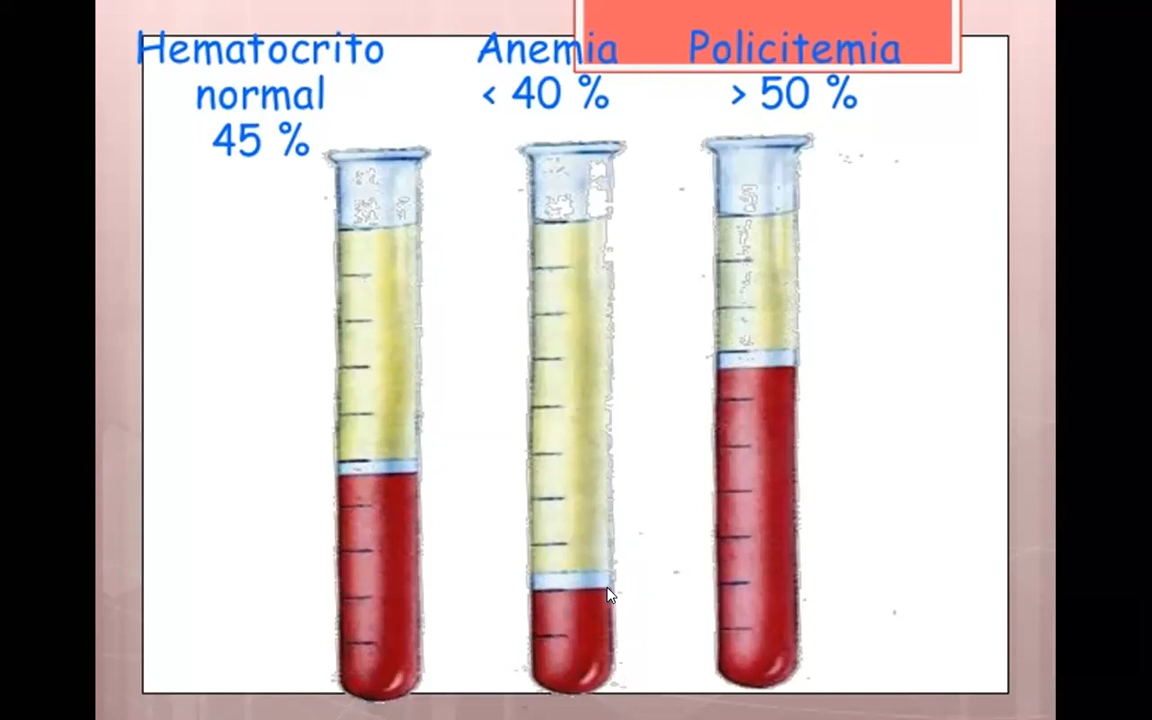 Hematocrito
normal
45 %
Anemia
< 40 %
Policitemia
> 50 %